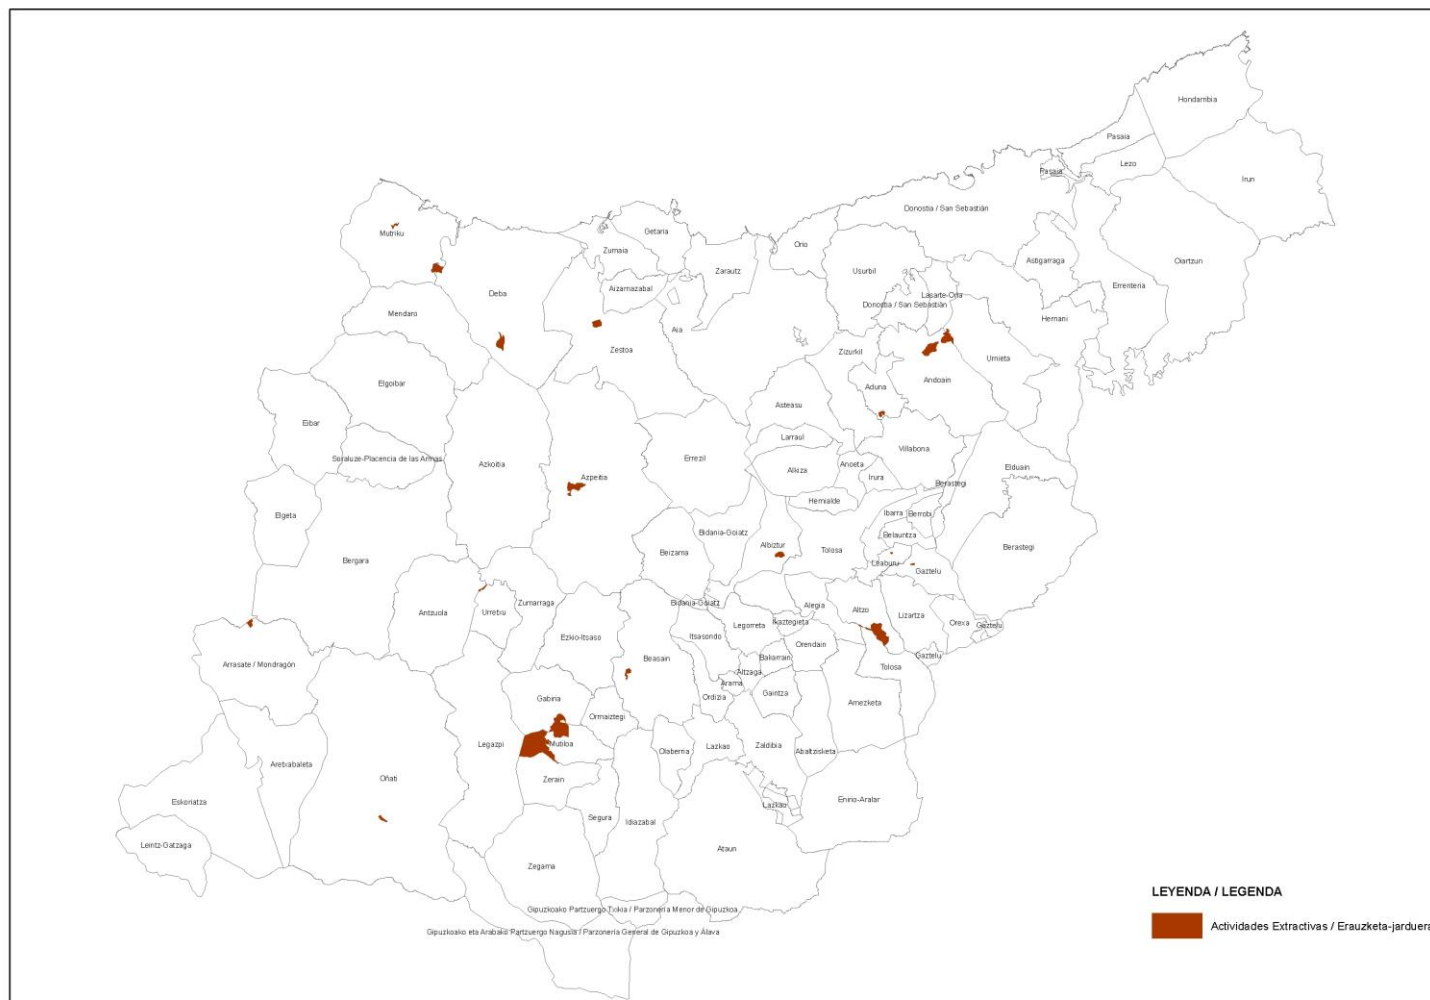 Hondarribia
Pasaia
Lezo
Pasaia
Irun
Donostia / San Sebastián
Mutriku
Getaria
Orio
Zumaia
Zarautz
Astigarraga
Oiartzun
Usurbil
Errenteria
Deba
Aizarnazabal
Lasarte-Oria
Donostia / San Sebastián
Mendaro
Aia
Hernani
Zestoa
Zizurkil
Urnieta
Elgoibar
Aduna
Andoain
Asteasu
Eibar
Larraul
Villabona
Soraluze-Placencia de las Armas
Azkoitia
Errezil
Anoeta
Alkiza
Irura
Elduain
Azpeitia
Berastegi
Hernialde
Elgeta
Ibarra
Berrobi
Bidania-Goiatz
Albiztur
Belauntza
Beizama
Tolosa
Berastegi
Bergara
Leaburu
Gaztelu
Antzuola
Urretxu
Zumarraga
Bidania-Goiatz
Alegia
Altzo
Lizartza
Ezkio-Itsaso
Legorreta
Ikaztegieta
Orexa
Gaztelu
Itsasondo
Orendain
Arrasate / Mondragón
Beasain
Baliarrain
Gaztelu
Altzaga
Tolosa
Arama
Gabiria
Ordizia
Gaintza
Amezketa
Ormaiztegi
Legazpi
Mutiloa
Olaberria
Lazkao
Zaldibia
Abaltzisketa
Aretxabaleta
Oñati
Zerain
Eskoriatza
Enirio-Aralar
Lazkao
Segura
Idiazabal
Leintz-Gatzaga
Ataun
Zegama
LEYENDA / LEGENDA
Gipuzkoako Partzuergo Txikia / Parzonería Menor de Gipuzkoa
Actividades Extractivas / Erauzketa-jarduera
Gipuzkoako eta Arabako Partzuergo Nagusia / Parzonería General de Gipuzkoa y Álava